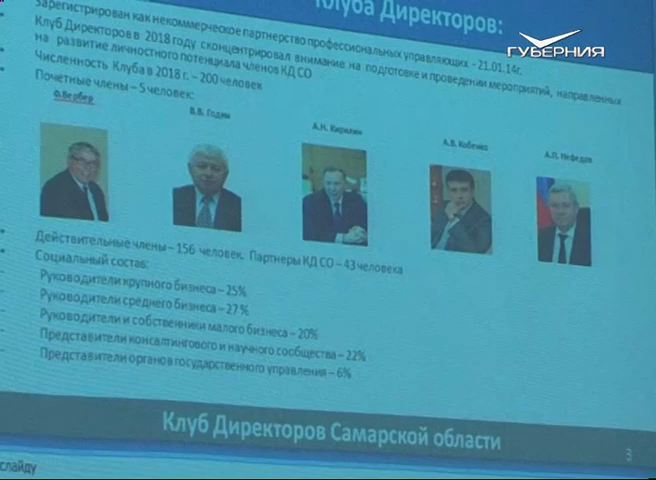 Клуба Директоров:
ГУБЕРНИЯ
Зарегистрирован как некоммерческое партнерство профессиональных управляющих - 21.01.14г.
Клуб Директоров в 2018 году сконцентрировал внимание на подготовке и проведении мероприятий, направленных
на развитие личностного потенциала членов КД СО
Численность Клуба в 2018 г. – 200 человек
Почетные члены – 5 человек:
Ф.Вербер
В.В. Годин
А.Н. Кирилин
А.В. Кобенко
А.П. Нефедов
Действительные члены – 156 человек. Партнеры КД СО – 43 человека
Социальный состав:
Руководители крупного бизнеса – 25%
Руководители среднего бизнеса – 27 %
Руководители и собственники малого бизнеса – 20%
Представители консалтингового и научного сообщества – 22%
Представители органов государственного управления – 6%
Клуб Директоров Самарской области
3
слайду